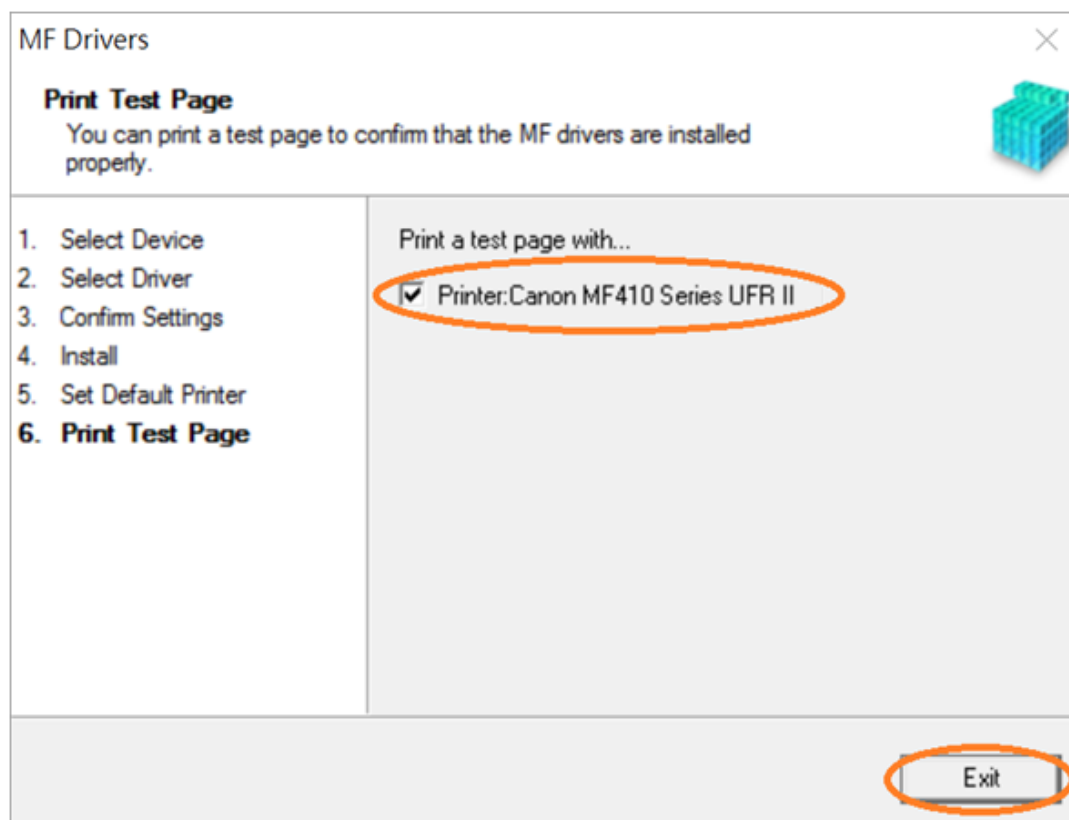 MF Drivers
Print Test Page
You can print a test page to confirm that the MF drivers are installed
properly.
1. Select Device
2. Select Driver
3. Confirm Settings
4. Install
5. Set Default Printer
6. Print Test Page
Print a test page with...
Printer:Canon MF410 Series UFR II
Exit